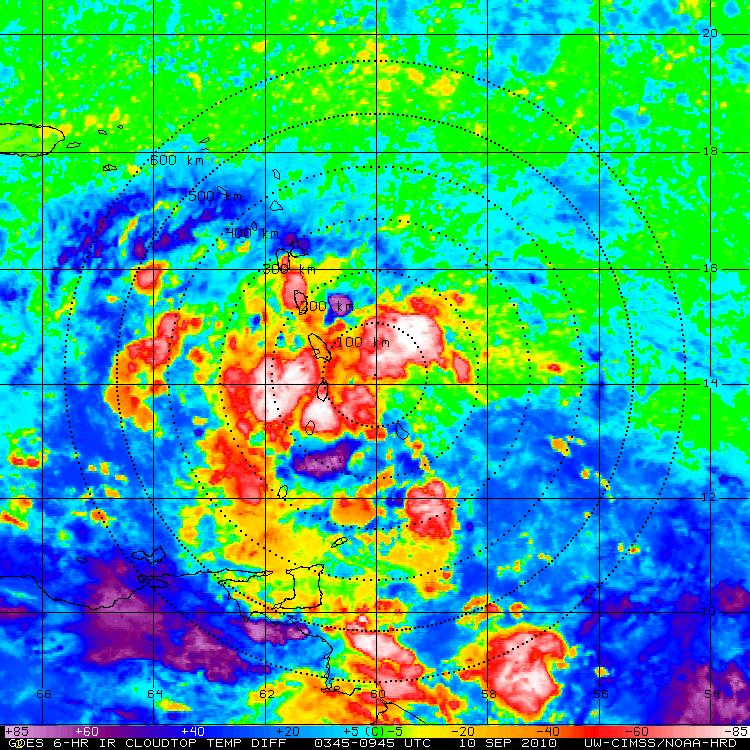 20
18
600 km
500 km
400 km
16
300 km
200 km
100 km
14
12
10
66 64 62 60 58 56 54
+85 +60 +40 +20 +5 (C) -5 -20 -40 -60 -85
GOES 6-HR IR CLOUDTOP TEMP DIFF 0345-0945 UTC 10 SEP 2010 UW-CIMSS/NOAA-HRD